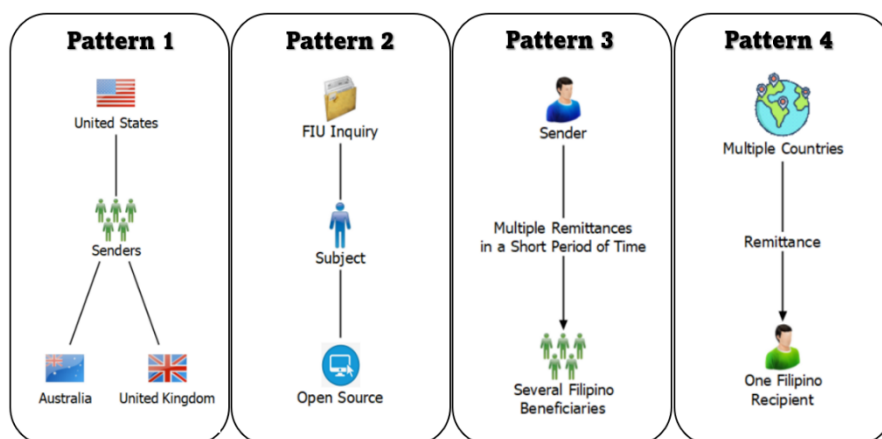 Pattern 1
United States
Senders
Australia
United Kingdom
Pattern 2
FIU Inquiry
Subject
Open Source
Pattern 3
Sender
Multiple Remittances
in a Short Period of Time
Several Filipino
Beneficiaries
Pattern 4
Multiple Countries
Remittance
One Filipino
Recipient